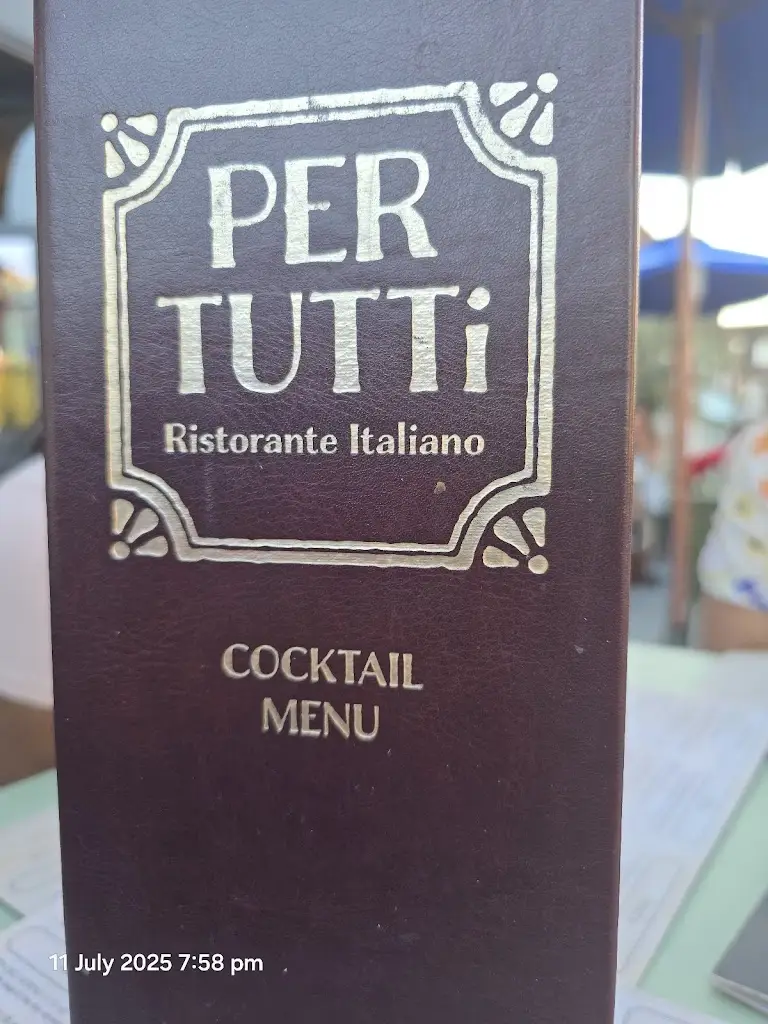 PER
TUTTi
Ristorante Italiano
COCKTAIL
MENU
11 July 2025 7:58 pm